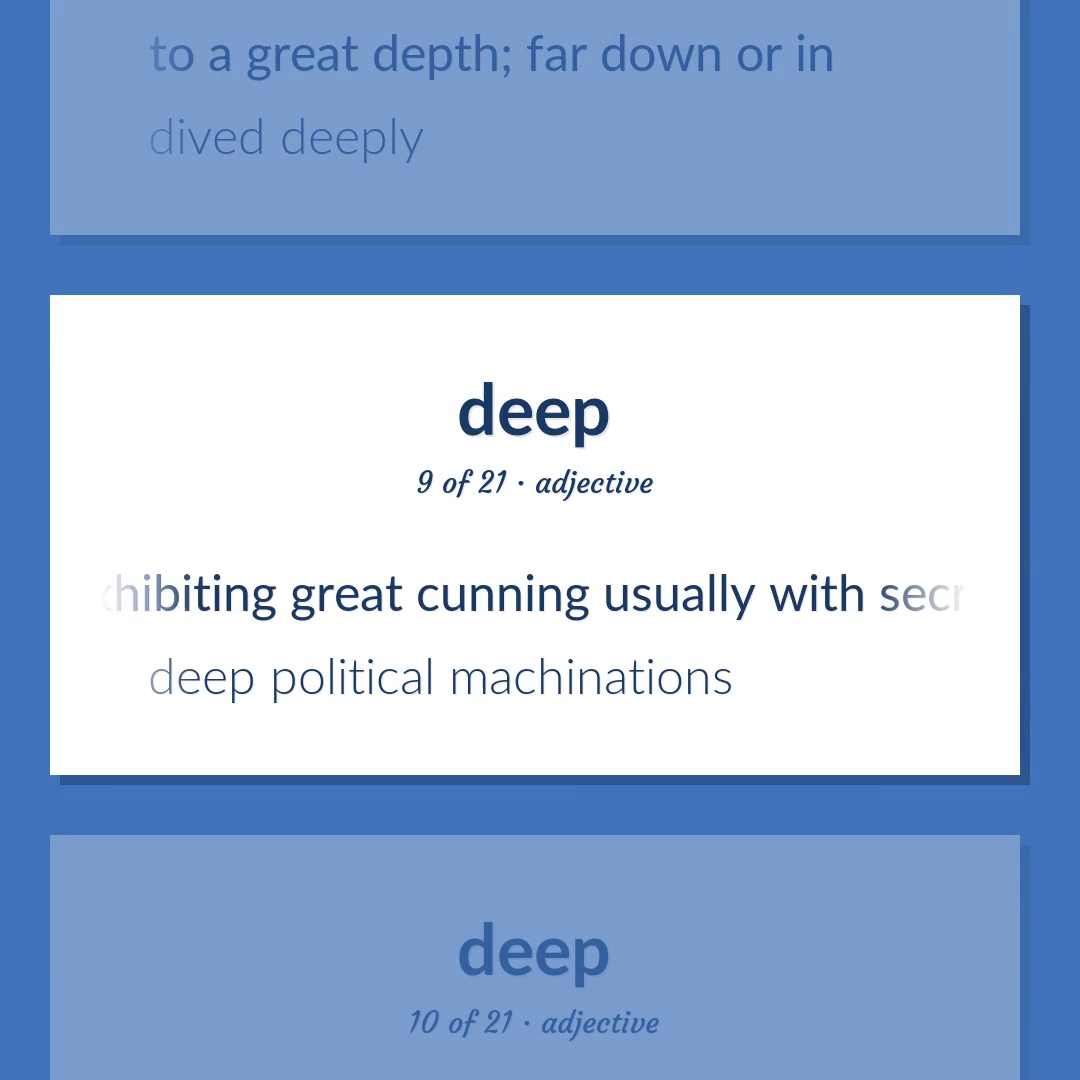 to a great depth; far down or in
dived deeply
deep
9 of 21 · adjective
hibiting great cunning usually with secr
deep political machinations
deep
10 of 21 · adjective